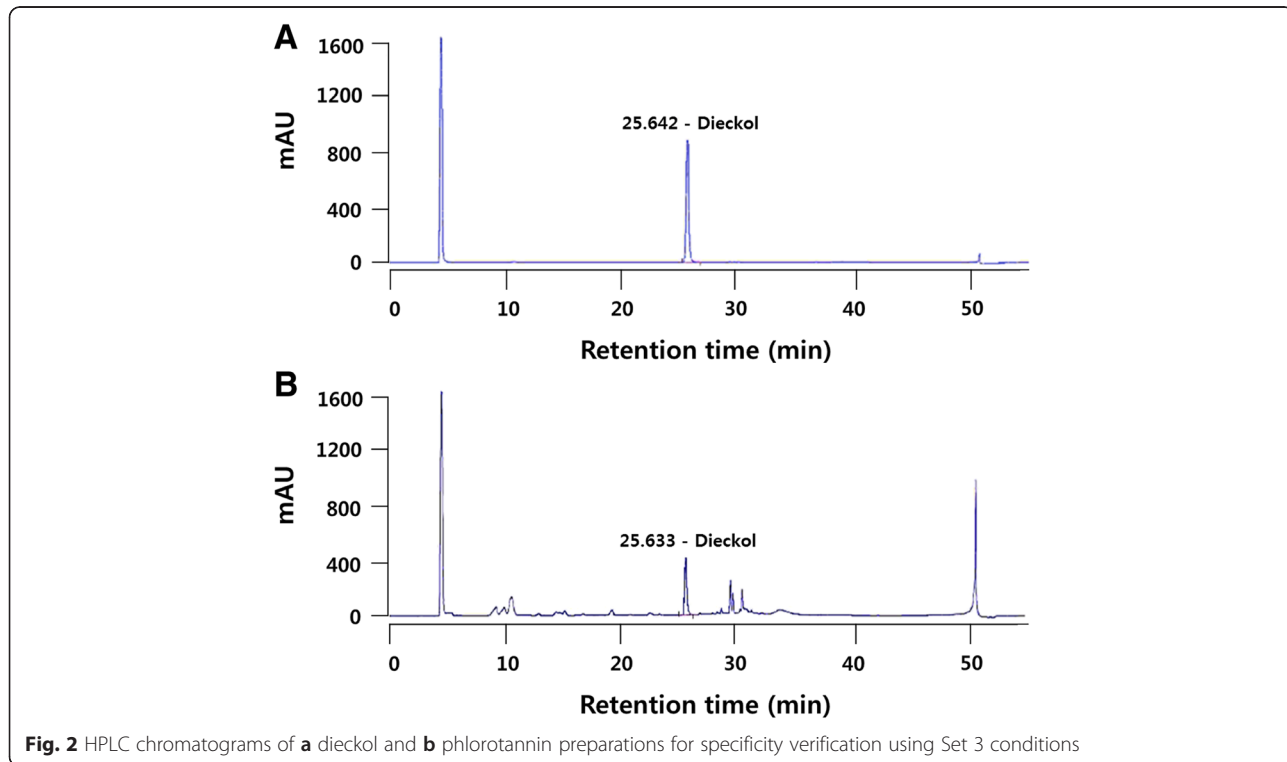 A
1600
1200
800
400
0
mAU
25.642 - Dieckol
0 10 20 30 40 50
Retention time (min)
B
1600
1200
800
400
0
mAU
25.633 - Dieckol
0 10 20 30 40 50
Retention time (min)
Fig. 2 HPLC chromatograms of a dieckol and b phlorotannin preparations for specificity verification using Set 3 conditions